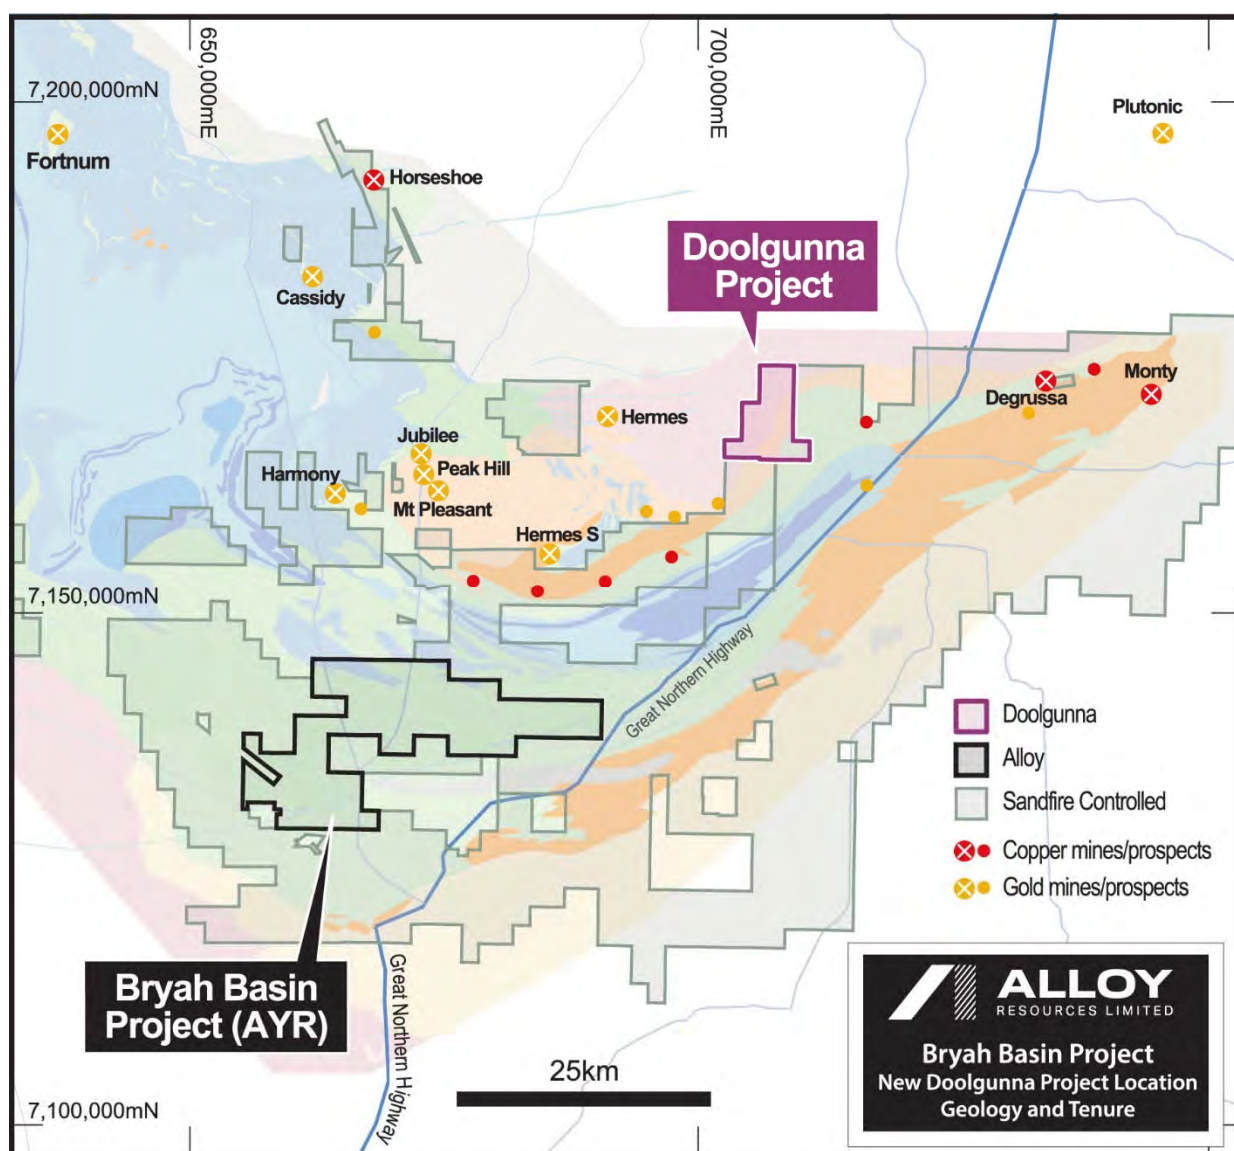 650,000mE
700,000mE
7,200,000mN
Plutonic
Fortnum
Horseshoe
Doolgunna
Project
Cassidy
Monty
Degrussa
Hermes
Jubilee
Peak Hill
Harmony
Mt Pleasant
Hermes S
7,150,000mN
Great Northern Highway
Doolgunna
Alloy
Sandfire Controlled
Copper mines/prospects
Gold mines/prospects
Bryah Basin
Project (AYR)
Great Northern Highway
25km
7,100,000mN
ALLOY
RESOURCES LIMITED
Bryah Basin Project
New Doolgunna Project Location
Geology and Tenure